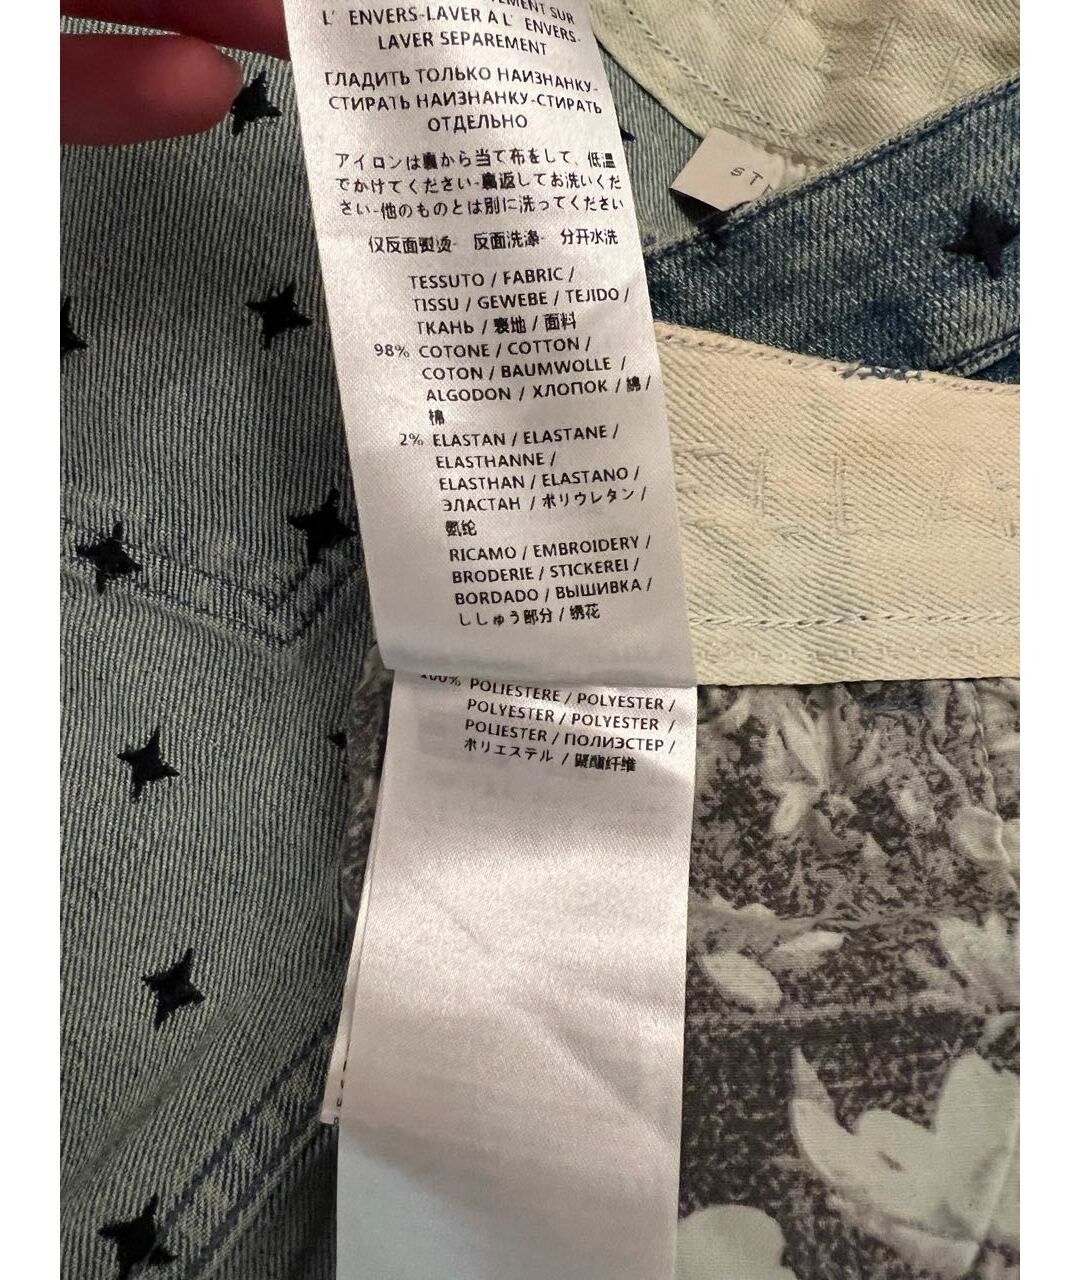 L' ENVERS-LAVER A L' ENVERS-
LAVER SEPAREMENT
ГЛАДИТЬ ТОЛЬКО НАИЗНАНКУ-
СТИРАТЬ НАИЗНАНКУ-СТИРАТЬ
ОТДЕЛЬНО
アイロンは裏から当て布をして、低温
でかけてください-裏返してお洗いくだ
さい-他のものとは別に洗ってください
仅反面熨烫- 反面洗涤- 分开水洗
TESSUTO / FABRIC /
TISSU / GEWEBE / TEJIDO /
ТКАНЬ / 裏地 / 面料
98% COTONE / COTTON /
COTON / BAUMWOLLE /
ALGODON / ХЛОПОК / 綿 /
棉
2% ELASTAN / ELASTANE /
ELASTHANNE /
ELASTHAN / ELASTANO /
ЭЛАСТАН / ポリウレタン /
氨纶
RICAMO / EMBROIDERY /
BRODERIE / STICKEREI /
BORDADO / ВЫШИВКА /
ししゅう部分 / 绣花
100% POLIESTERE / POLYESTER /
POLYESTER / POLYESTER /
POLIESTER / ПОЛИЭСТЕР /
ポリエステル / 聚酯纤维